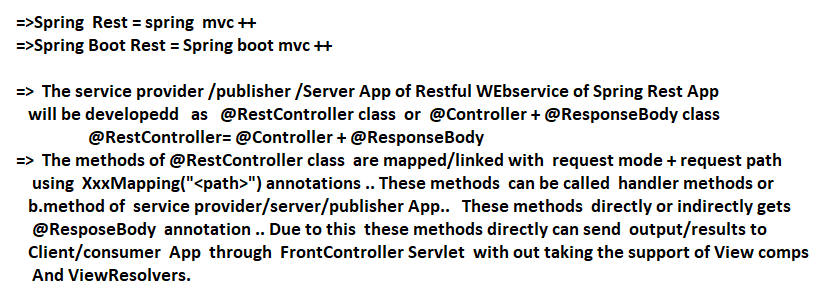 =>Spring Rest = spring mvc ++
=>Spring Boot Rest = Spring boot mvc ++
=> The service provider /publisher /Server App of Restful WEbservice of Spring Rest App
will be developedd as @RestController class or @Controller + @ResponseBody class
@RestController= @Controller + @ResponseBody
=> The methods of @RestController class are mapped/linked with request mode + request path
using XxxMapping("<path>") annotations .. These methods can be called handler methods or
b.method of service provider/server/publisher App.. These methods directly or indirectly gets
@ResposeBody annotation .. Due to this these methods directly can send output/results to
Client/consumer App through FrontController Servlet with out taking the support of View comps
And ViewResolvers.